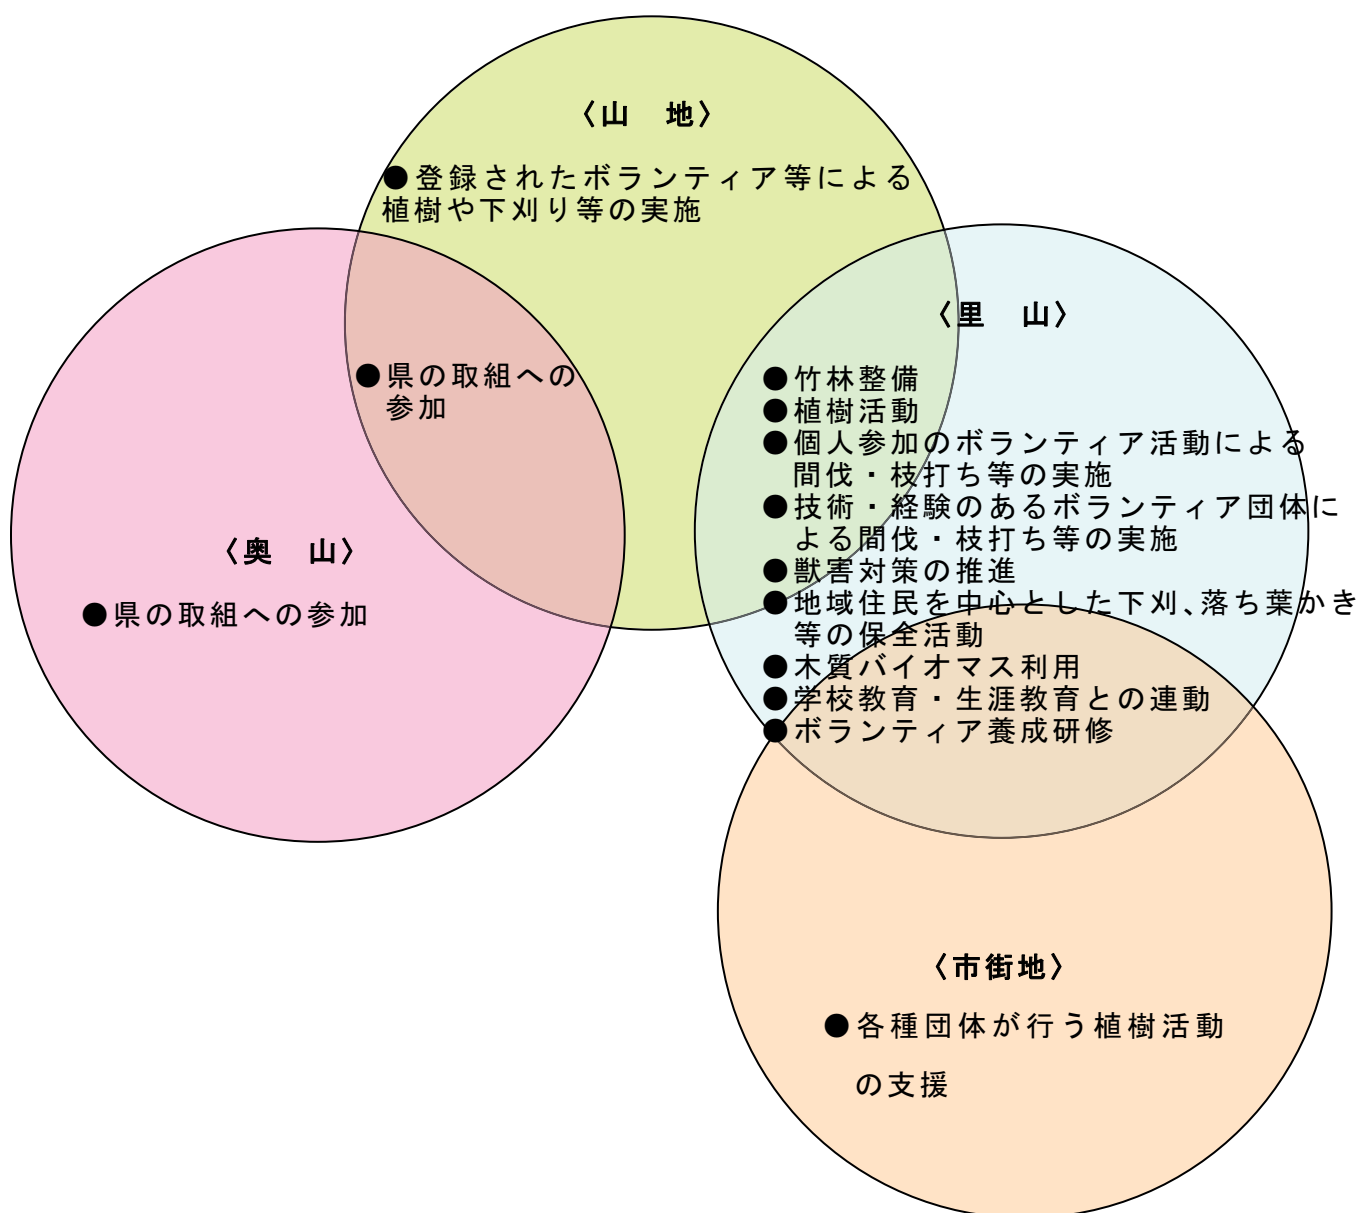 〈山　地〉
●登録されたボランティア等による
植樹や下刈り等の実施
●県の取組への
参加
〈奥　山〉
●県の取組への参加
〈里　山〉
●竹林整備
●植樹活動
●個人参加のボランティア活動による
間伐・枝打ち等の実施
●技術・経験のあるボランティア団体に
よる間伐・枝打ち等の実施
●獣害対策の推進
●地域住民を中心とした下刈、落ち葉かき
等の保全活動
●木質バイオマス利用
●学校教育・生涯教育との連動
●ボランティア養成研修
〈市街地〉
●各種団体が行う植樹活動
の支援